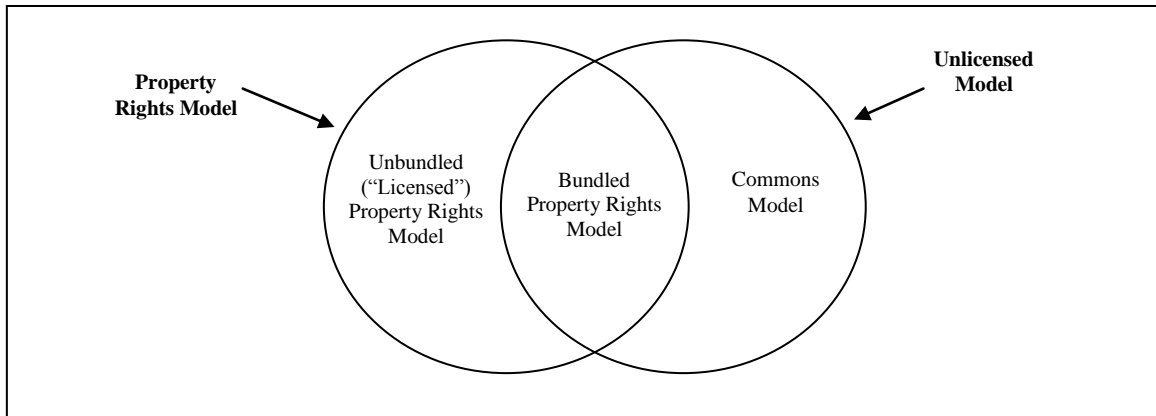 Property
Rights Model
Unlicensed
Model
Unbundled
(“Licensed”)
Property Rights
Model
Bundled
Property Rights
Model
Commons
Model